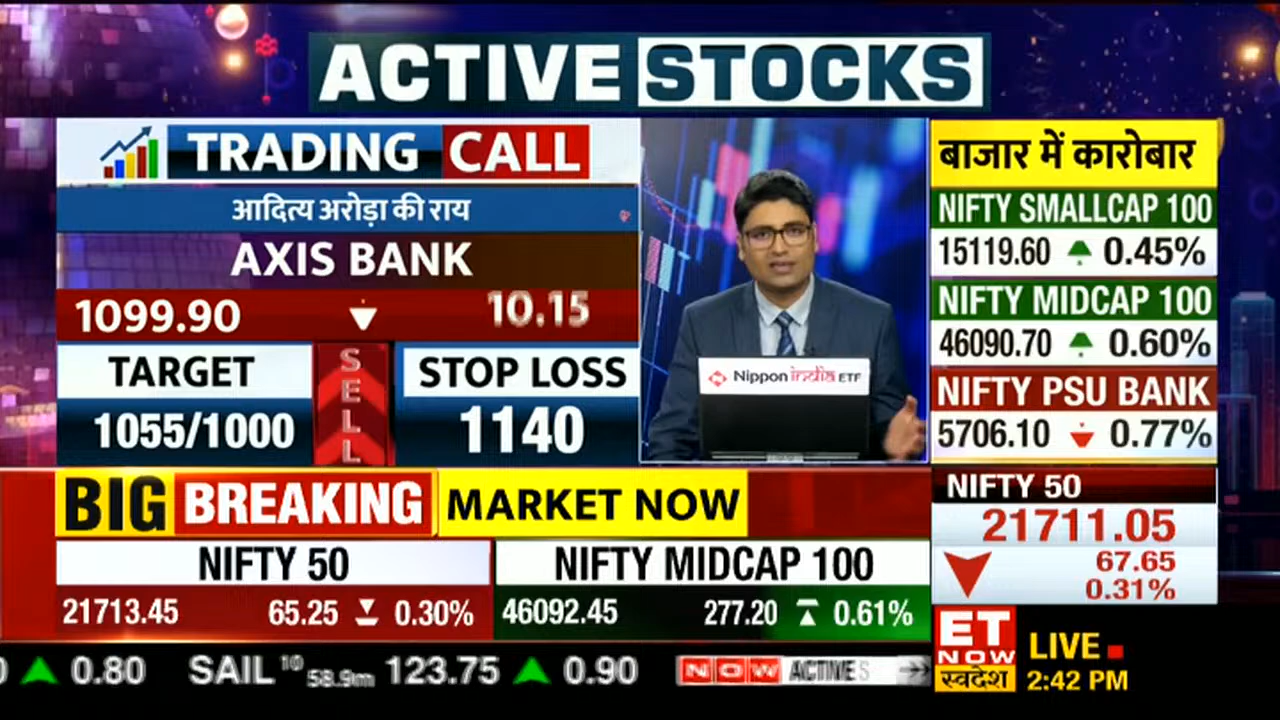 ACTIVE STOCKS
TRADING CALL
आदित्य अरोड़ा की राय
AXIS BANK
1099.90 10.15
TARGET
1055/1000
SELL
STOP LOSS
1140
Nippon india ETF
बाजार में कारोबार
NIFTY SMALLCAP 100
15119.60 0.45%
NIFTY MIDCAP 100
46090.70 0.60%
NIFTY PSU BANK
5706.10 0.77%
NIFTY 50
21711.05
67.65
0.31%
BIG BREAKING MARKET NOW
NIFTY 50
21713.45 65.25 0.30%
NIFTY MIDCAP 100
46092.45 277.20 0.61%
0 0.80 SAIL 10 58.9m 123.75 0.90 NOW ACTIVES
ET
NOW
स्वदेश
LIVE
2:42 PM